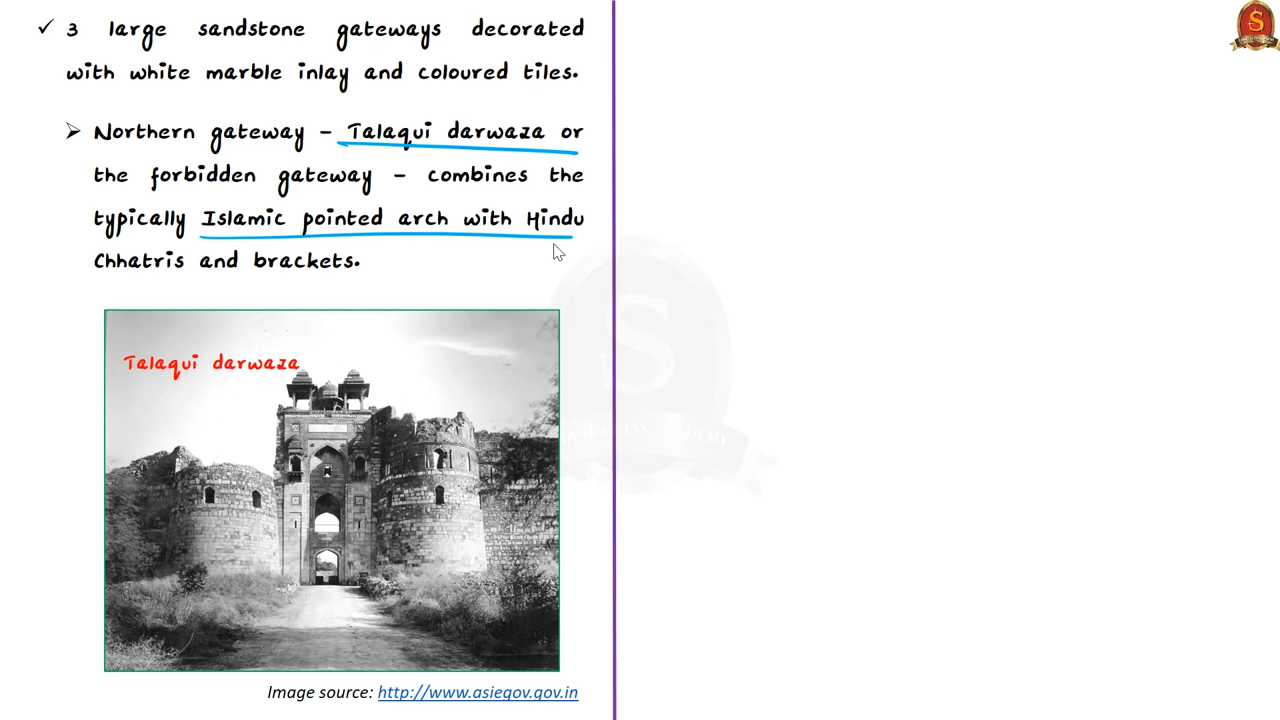 ✓ 3 large sandstone gateways decorated
with white marble inlay and coloured tiles.
➢ Northern gateway – Talaqui darwaza or
the forbidden gateway – combines the
typically Islamic pointed arch with Hindu
Chhatris and brackets.
Talaqui darwaza
Image source: http://www.asiegov.gov.in